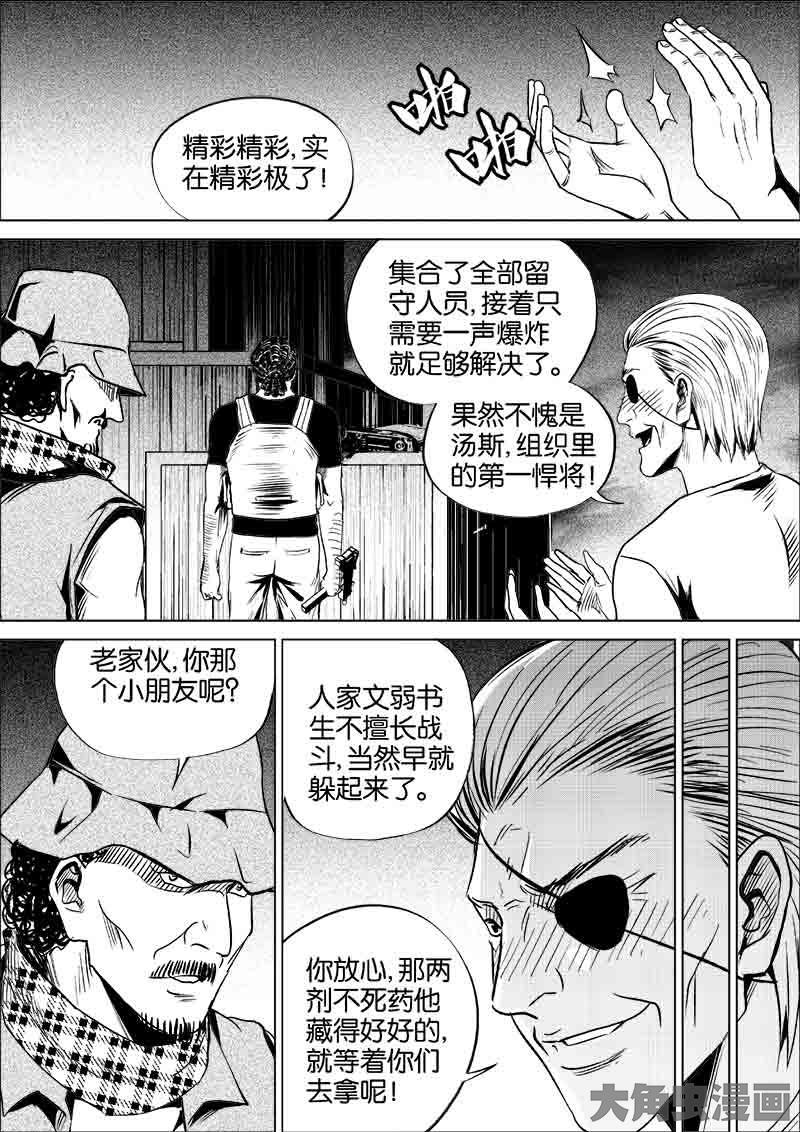 啪
啪
精彩精彩,实
在精彩极了!
集合了全部留
守人员,接着只
需要一声爆炸
就足够解决了。
果然不愧是
汤斯,组织里
的第一悍将!
老家伙,你那
个小朋友呢?
人家文弱书
生不擅长战
斗,当然早就
躲起来了。
你放心,那两
剂不死药他
藏得好好的,
就等着你们
去拿呢!
大角虫漫画